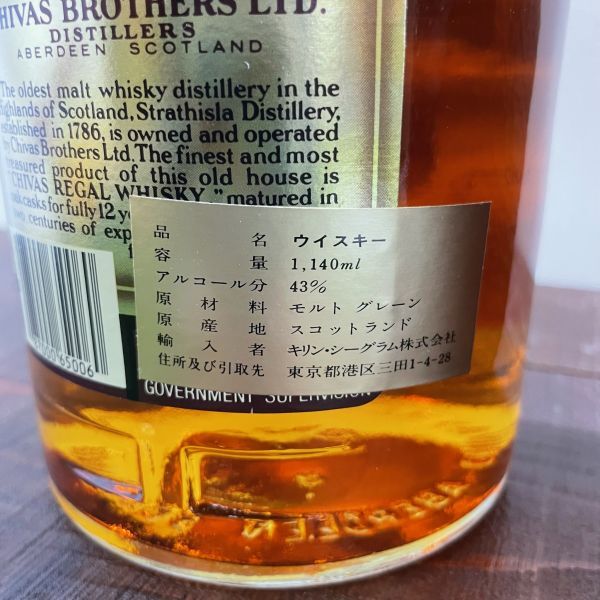 HIVAS BROTHERS LTD.
DISTILLERS
ABERDEEN SCOTLAND
The oldest malt whisky distillery in the
Highlands of Scotland, Strathisla Distillery,
established in 1786, is owned and operated
by Chivas Brothers Ltd. The finest and most
treasured product of this old house is
"CHIVAS REGAL WHISKY," matured in
oak casks for fully 12 ye
two centuries of exp
品名 ウイスキー
容量 1,140ml
アルコール分 43%
原材料 モルト グレーン
原産地 スコットランド
輸入者 キリン・シーグラム株式会社
住所及び引取先 東京都港区三田1-4-28
65006
GOVERNMENT SUPERVISION
ABERDEEN